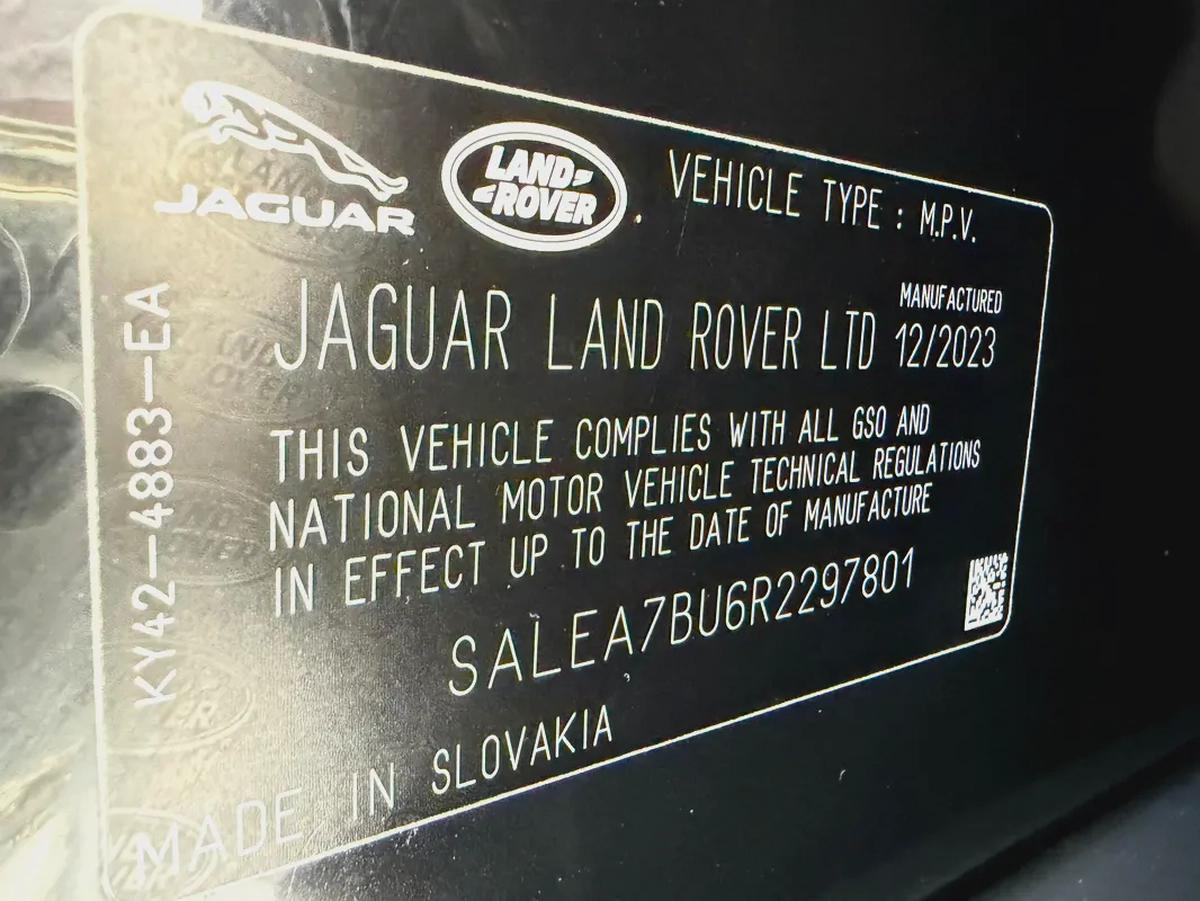 JAGUAR
LAND
ROVER
VEHICLE TYPE : M.P.V.
JAGUAR LAND ROVER LTD
MANUFACTURED
12/2023
THIS VEHICLE COMPLIES WITH ALL GSO AND
NATIONAL MOTOR VEHICLE TECHNICAL REGULATIONS
IN EFFECT UP TO THE DATE OF MANUFACTURE
SALEA7BU6R2297801
MADE IN SLOVAKIA
KY42-4883-EA